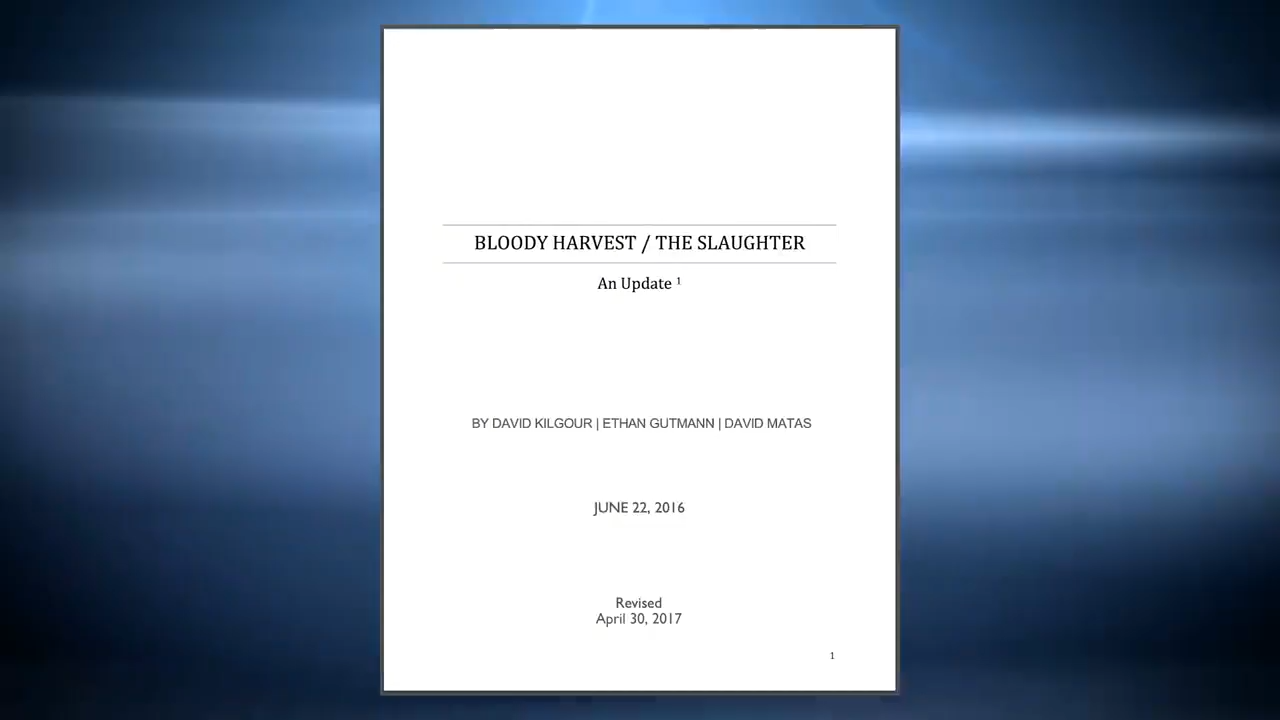 BLOODY HARVEST / THE SLAUGHTER
An Update ¹
BY DAVID KILGOUR | ETHAN GUTMANN | DAVID MATAS
JUNE 22, 2016
Revised
April 30, 2017
1